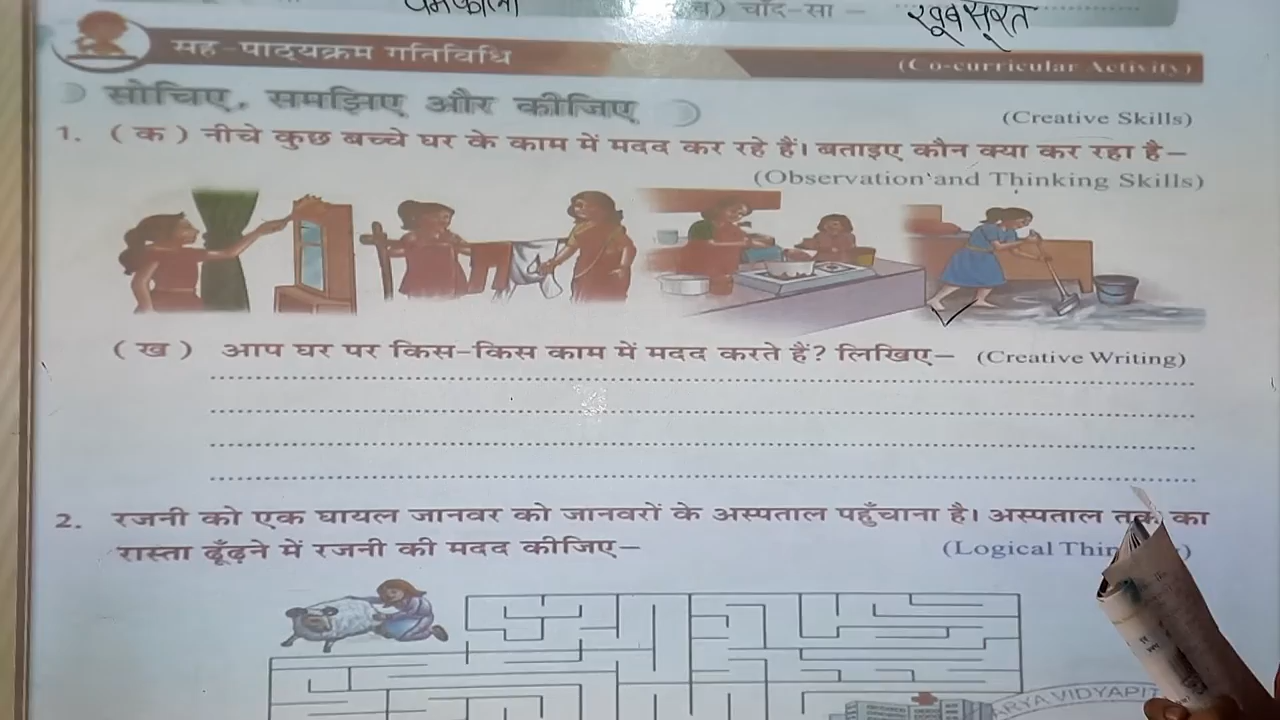 चाँद-सा – खूबसूरत
सह-पाठ्यक्रम गतिविधि (Co-curricular Activity)
सोचिए, समझिए और कीजिए
(Creative Skills)
1. ( क ) नीचे कुछ बच्चे घर के काम में मदद कर रहे हैं। बताइए कौन क्या कर रहा है–
(Observation and Thinking Skills)
( ख ) आप घर पर किस-किस काम में मदद करते हैं? लिखिए– (Creative Writing)
2. रजनी को एक घायल जानवर को जानवरों के अस्पताल पहुँचाना है। अस्पताल तक का
रास्ता ढूँढ़ने में रजनी की मदद कीजिए– (Logical
ARYA VIDYAPIT